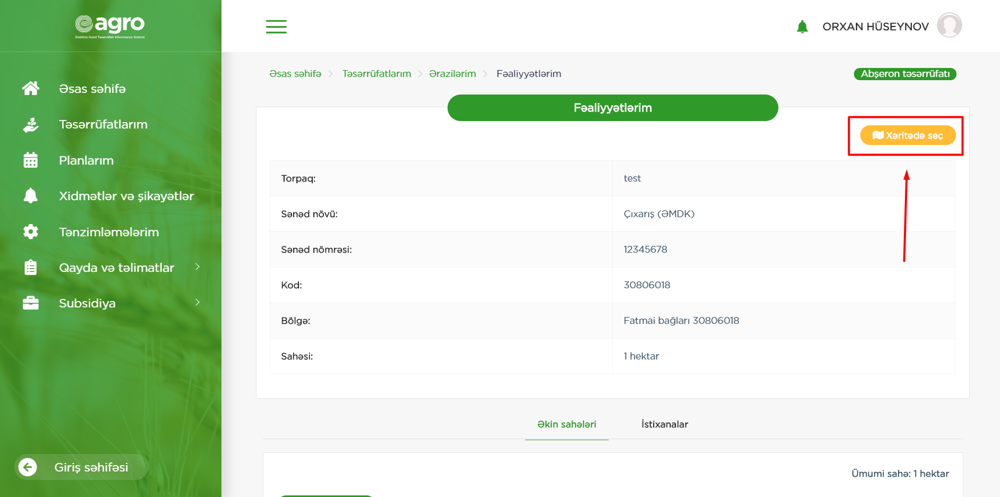 eagro
Elektron Kənd Təsərrüfatı İnformasiya Sistemi
ORXAN HÜSEYNOV
Əsas səhifə
Təsərrüfatlarım
Planlarım
Xidmətlər və şikayətlər
Tənzimləmələrim
Qayda və təlimatlar
Subsidiya
Giriş səhifəsi
Əsas səhifə > Təsərrüfatlarım > Ərazilərim > Fəaliyyətlərim
Abşeron təsərrüfatı
Fəaliyyətlərim
Xəritədə seç
Torpaq: test
Sənəd növü: Çıxarış (ƏMDK)
Sənəd nömrəsi: 12345678
Kod: 30806018
Bölgə: Fatmai bağları 30806018
Sahəsi: 1 hektar
Əkin sahələri İstixanalar
Ümumi sahə: 1 hektar